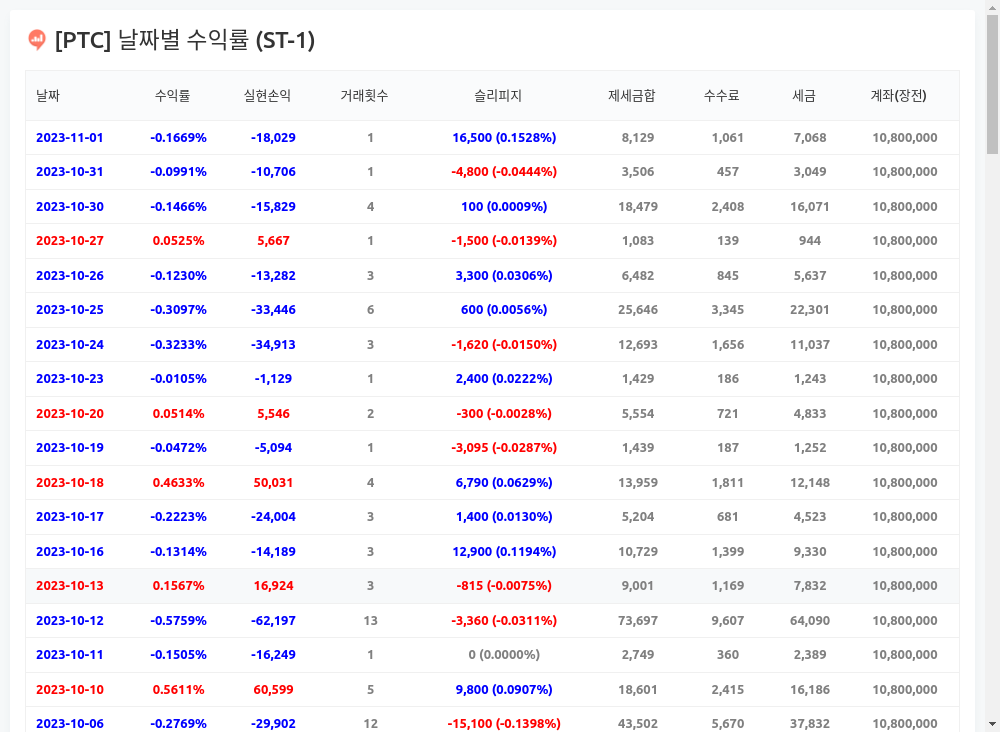 [PTC] 날짜별 수익률 (ST-1)
날짜 수익률 실현손익 거래횟수 슬리피지 제세금합 수수료 세금 계좌(장전)
2023-11-01 -0.1669% -18,029 1 16,500 (0.1528%) 8,129 1,061 7,068 10,800,000
2023-10-31 -0.0991% -10,706 1 -4,800 (-0.0444%) 3,506 457 3,049 10,800,000
2023-10-30 -0.1466% -15,829 4 100 (0.0009%) 18,479 2,408 16,071 10,800,000
2023-10-27 0.0525% 5,667 1 -1,500 (-0.0139%) 1,083 139 944 10,800,000
2023-10-26 -0.1230% -13,282 3 3,300 (0.0306%) 6,482 845 5,637 10,800,000
2023-10-25 -0.3097% -33,446 6 600 (0.0056%) 25,646 3,345 22,301 10,800,000
2023-10-24 -0.3233% -34,913 3 -1,620 (-0.0150%) 12,693 1,656 11,037 10,800,000
2023-10-23 -0.0105% -1,129 1 2,400 (0.0222%) 1,429 186 1,243 10,800,000
2023-10-20 0.0514% 5,546 2 -300 (-0.0028%) 5,554 721 4,833 10,800,000
2023-10-19 -0.0472% -5,094 1 -3,095 (-0.0287%) 1,439 187 1,252 10,800,000
2023-10-18 0.4633% 50,031 4 6,790 (0.0629%) 13,959 1,811 12,148 10,800,000
2023-10-17 -0.2223% -24,004 3 1,400 (0.0130%) 5,204 681 4,523 10,800,000
2023-10-16 -0.1314% -14,189 3 12,900 (0.1194%) 10,729 1,399 9,330 10,800,000
2023-10-13 0.1567% 16,924 3 -815 (-0.0075%) 9,001 1,169 7,832 10,800,000
2023-10-12 -0.5759% -62,197 13 -3,360 (-0.0311%) 73,697 9,607 64,090 10,800,000
2023-10-11 -0.1505% -16,249 1 0 (0.0000%) 2,749 360 2,389 10,800,000
2023-10-10 0.5611% 60,599 5 9,800 (0.0907%) 18,601 2,415 16,186 10,800,000
2023-10-06 -0.2769% -29,902 12 -15,100 (-0.1398%) 43,502 5,670 37,832 10,800,000